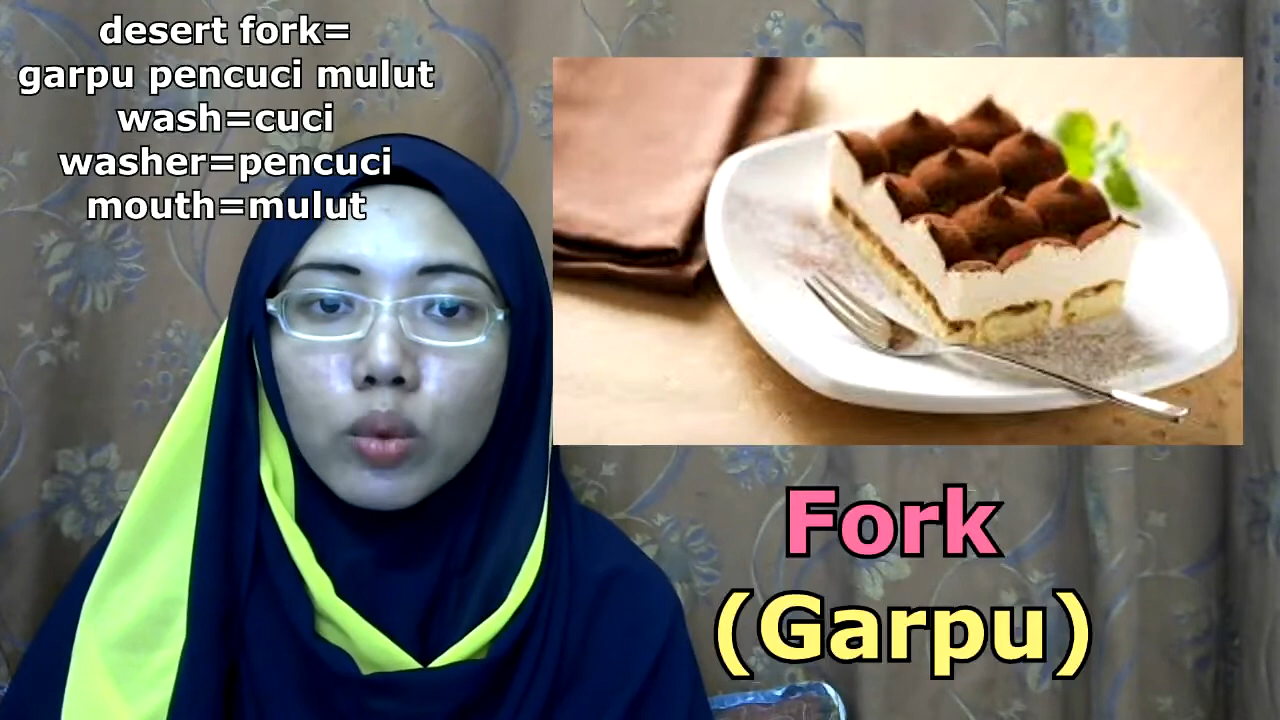 desert fork=
garpu pencuci mulut
wash=cuci
washer=pencuci
mouth=mulut
Fork
(Garpu)